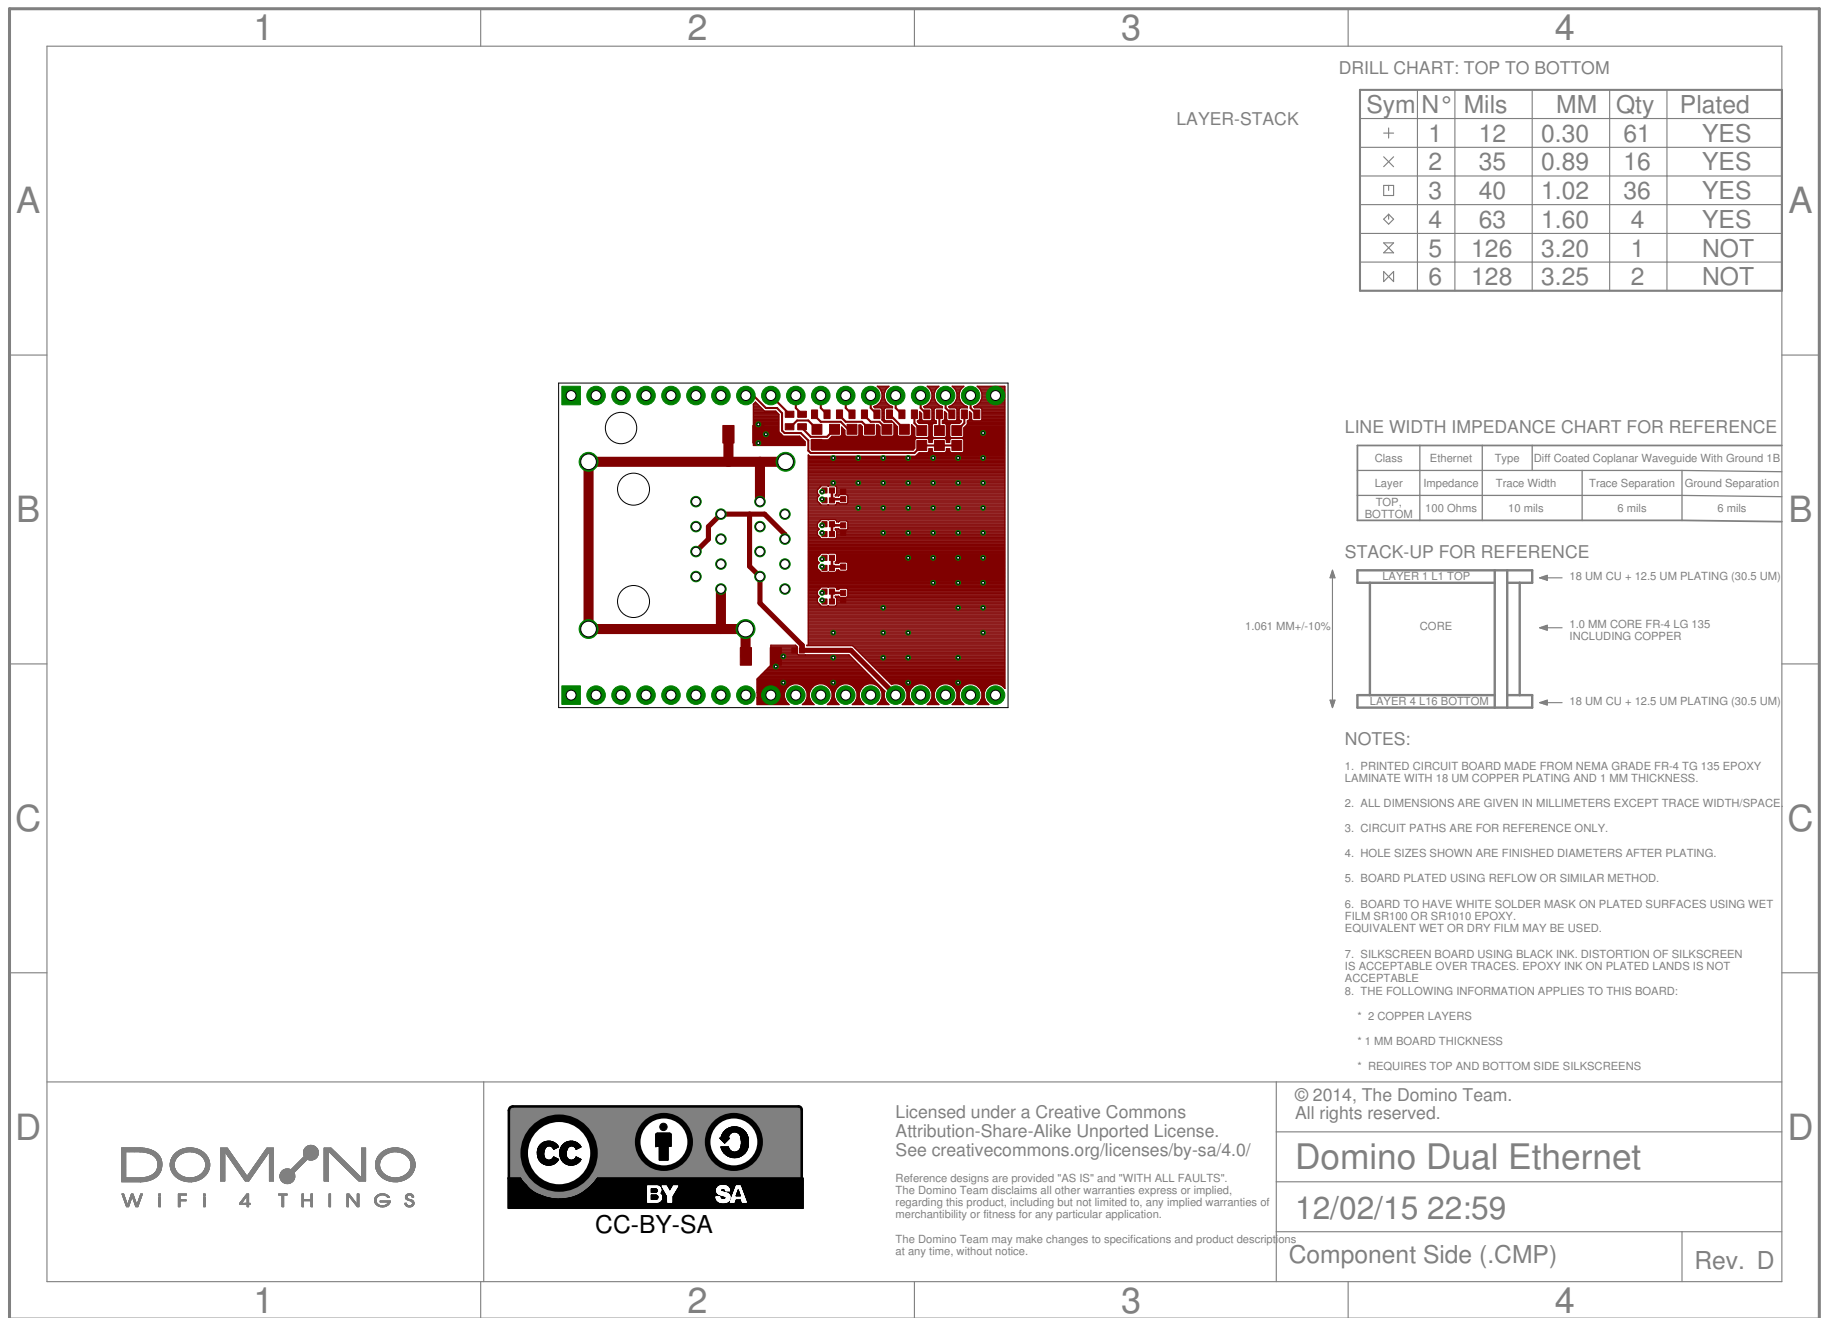 1 2 3 4
DRILL CHART: TOP TO BOTTOM
LAYER-STACK
Sym N° Mils MM Qty Plated
+ 1 12 0.30 61 YES
× 2 35 0.89 16 YES
3 40 1.02 36 YES
4 63 1.60 4 YES
5 126 3.20 1 NOT
6 128 3.25 2 NOT
A A
LINE WIDTH IMPEDANCE CHART FOR REFERENCE
Class Ethernet Type Diff Coated Coplanar Waveguide With Ground 1B
Layer Impedance Trace Width Trace Separation Ground Separation
TOP, BOTTOM 100 Ohms 10 mils 6 mils 6 mils
B B
STACK-UP FOR REFERENCE
LAYER 1 L1 TOP
18 UM CU + 12.5 UM PLATING (30.5 UM)
1.061 MM+/-10%
CORE
1.0 MM CORE FR-4 LG 135
INCLUDING COPPER
LAYER 4 L16 BOTTOM
18 UM CU + 12.5 UM PLATING (30.5 UM)
NOTES:
1. PRINTED CIRCUIT BOARD MADE FROM NEMA GRADE FR-4 TG 135 EPOXY
LAMINATE WITH 18 UM COPPER PLATING AND 1 MM THICKNESS.
2. ALL DIMENSIONS ARE GIVEN IN MILLIMETERS EXCEPT TRACE WIDTH/SPACE
C C
3. CIRCUIT PATHS ARE FOR REFERENCE ONLY.
4. HOLE SIZES SHOWN ARE FINISHED DIAMETERS AFTER PLATING.
5. BOARD PLATED USING REFLOW OR SIMILAR METHOD.
6. BOARD TO HAVE WHITE SOLDER MASK ON PLATED SURFACES USING WET
FILM SR100 OR SR1010 EPOXY.
EQUIVALENT WET OR DRY FILM MAY BE USED.
7. SILKSCREEN BOARD USING BLACK INK. DISTORTION OF SILKSCREEN
IS ACCEPTABLE OVER TRACES. EPOXY INK ON PLATED LANDS IS NOT
ACCEPTABLE
8. THE FOLLOWING INFORMATION APPLIES TO THIS BOARD:
* 2 COPPER LAYERS
* 1 MM BOARD THICKNESS
* REQUIRES TOP AND BOTTOM SIDE SILKSCREENS
D D
DOMINO
WIFI 4 THINGS
cc
BY SA
CC-BY-SA
Licensed under a Creative Commons
Attribution-Share-Alike Unported License.
See creativecommons.org/licenses/by-sa/4.0/
Reference designs are provided "AS IS" and "WITH ALL FAULTS".
The Domino Team disclaims all other warranties express or implied,
regarding this product, including but not limited to, any implied warranties of
merchantibility or fitness for any particular application.
The Domino Team may make changes to specifications and product descriptions
at any time, without notice.
© 2014, The Domino Team.
All rights reserved.
Domino Dual Ethernet
12/02/15 22:59
Component Side (.CMP)
Rev. D
1 2 3 4